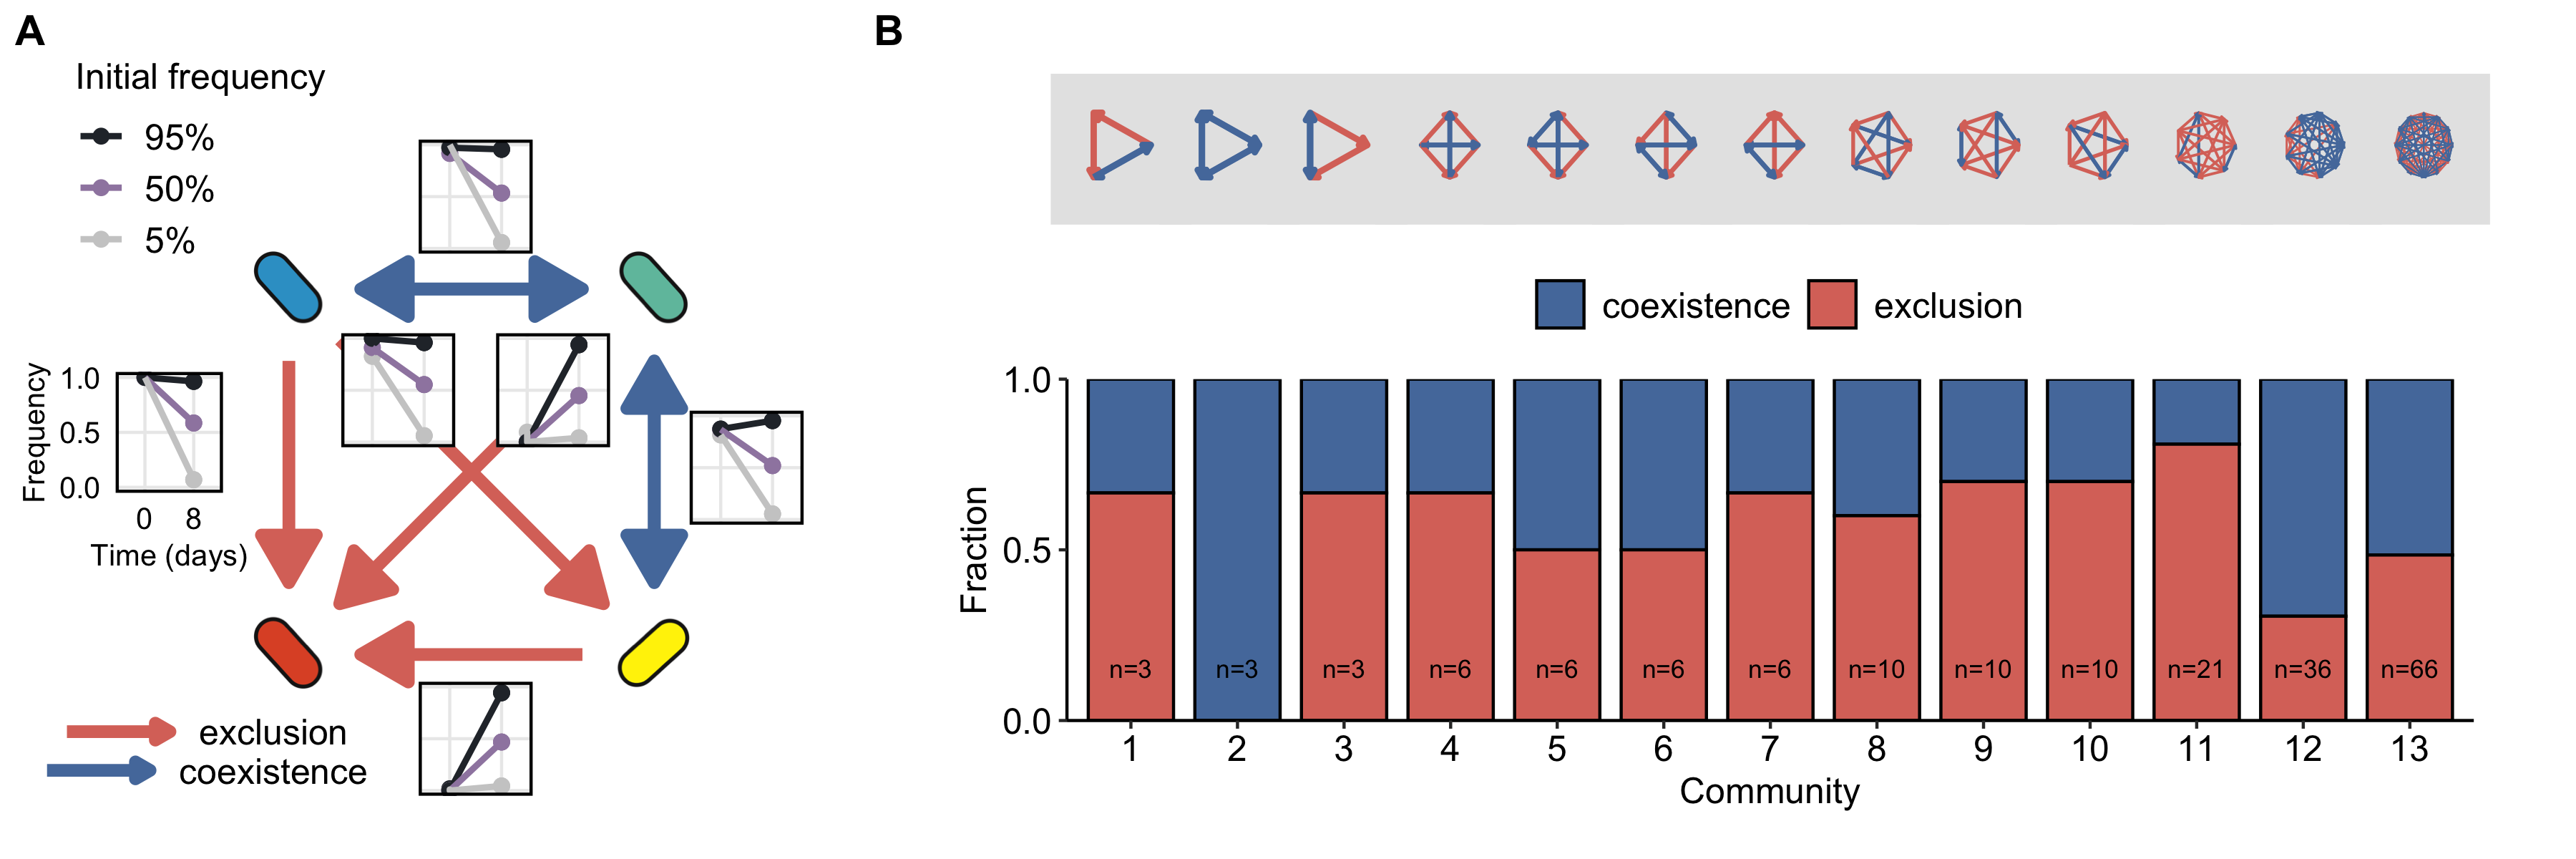 A
Initial frequency
95%
50%
5%
Frequency
1.0
0.5
0.0
0 8
Time (days)
exclusion
coexistence
B
coexistence exclusion
Fraction
1.0
0.5
0.0
n=3 n=3 n=3 n=6 n=6 n=6 n=6 n=10 n=10 n=10 n=21 n=36 n=66
1 2 3 4 5 6 7 8 9 10 11 12 13
Community